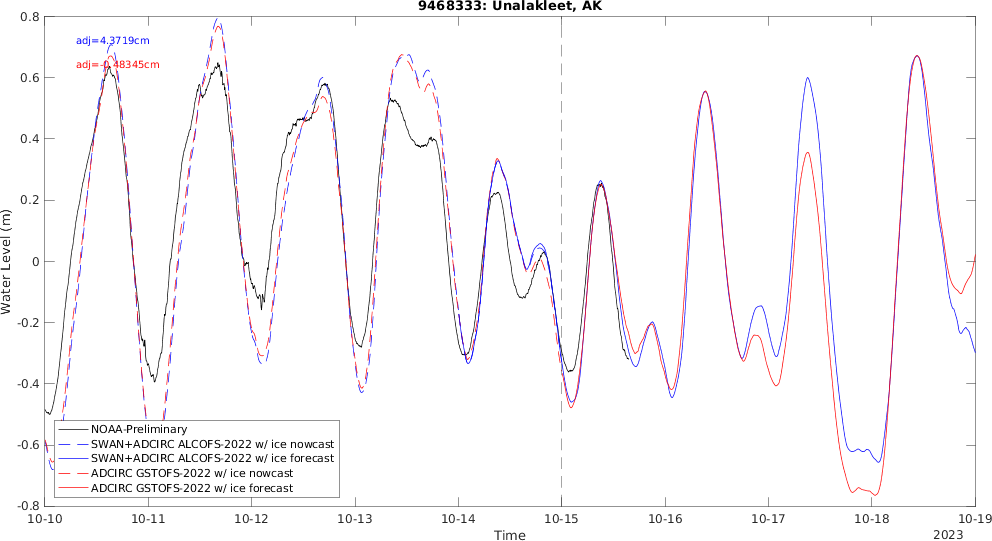 9468333: Unalakleet, AK
adj=4.3719cm
adj=-0.48345cm
Water Level (m)
0.8
0.6
0.4
0.2
0
-0.2
-0.4
-0.6
-0.8
NOAA-Preliminary
SWAN+ADCIRC ALCOFS-2022 w/ ice nowcast
SWAN+ADCIRC ALCOFS-2022 w/ ice forecast
ADCIRC GSTOFS-2022 w/ ice nowcast
ADCIRC GSTOFS-2022 w/ ice forecast
10-10 10-11 10-12 10-13 10-14 10-15 10-16 10-17 10-18 10-19
Time
2023